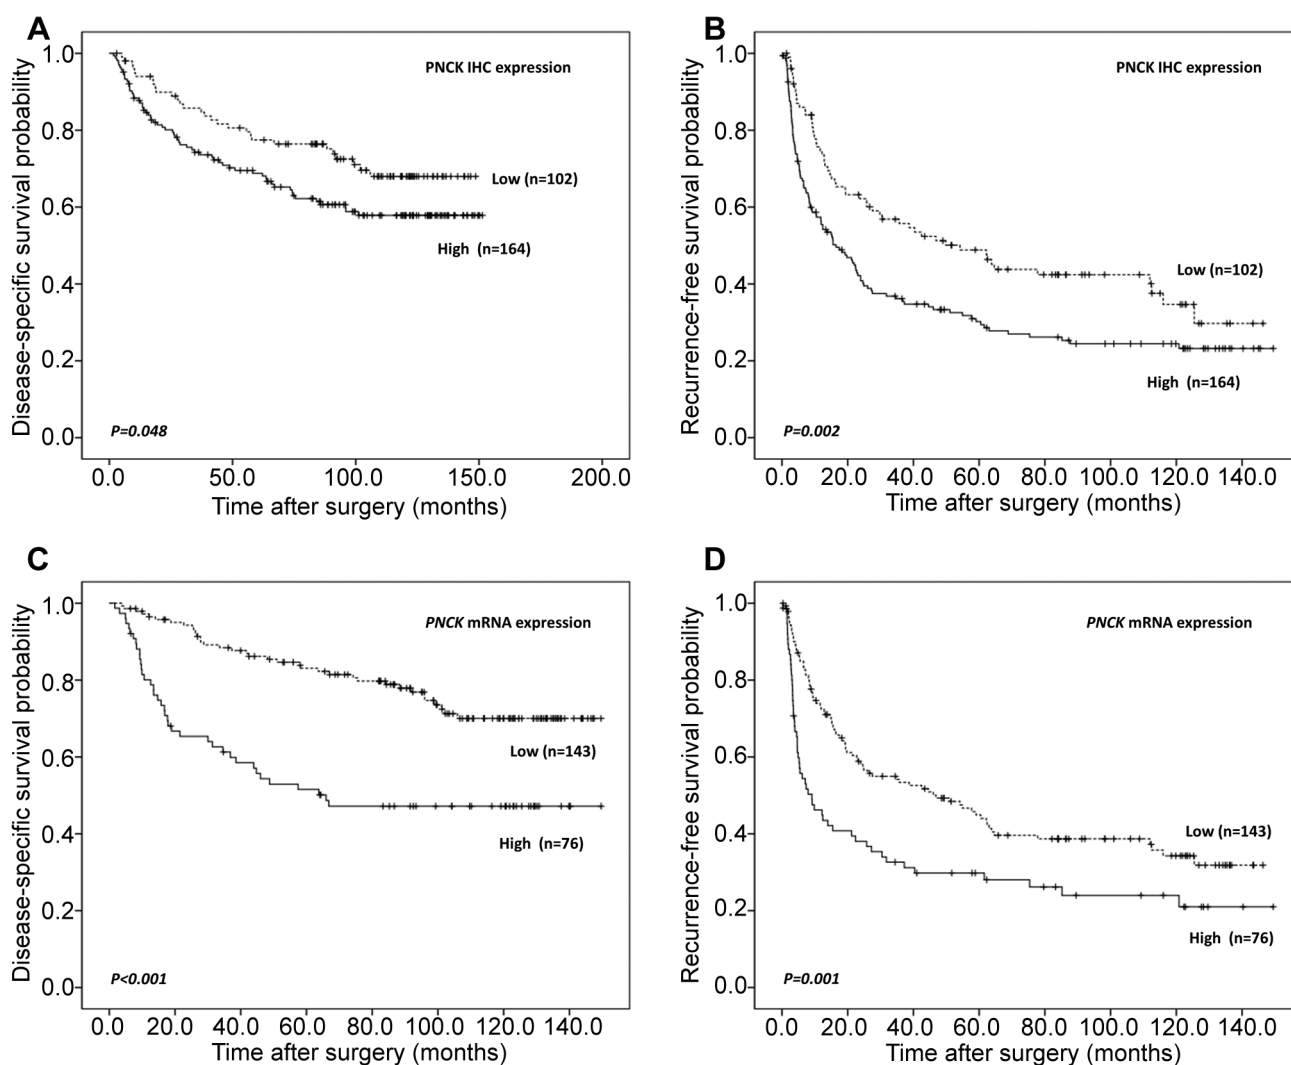 A
Disease-specific survival probability
1.0
0.8
0.6
0.4
0.2
0.0
PNCK IHC expression
Low (n=102)
High (n=164)
P=0.048
0.0 50.0 100.0 150.0 200.0
Time after surgery (months)
B
Recurrence-free survival probability
1.0
0.8
0.6
0.4
0.2
0.0
PNCK IHC expression
Low (n=102)
High (n=164)
P=0.002
0.0 20.0 40.0 60.0 80.0 100.0 120.0 140.0
Time after surgery (months)
C
Disease-specific survival probability
1.0
0.8
0.6
0.4
0.2
0.0
PNCK mRNA expression
Low (n=143)
High (n=76)
P<0.001
0.0 20.0 40.0 60.0 80.0 100.0 120.0 140.0
Time after surgery (months)
D
Recurrence-free survival probability
1.0
0.8
0.6
0.4
0.2
0.0
PNCK mRNA expression
Low (n=143)
High (n=76)
P=0.001
0.0 20.0 40.0 60.0 80.0 100.0 120.0 140.0
Time after surgery (months)